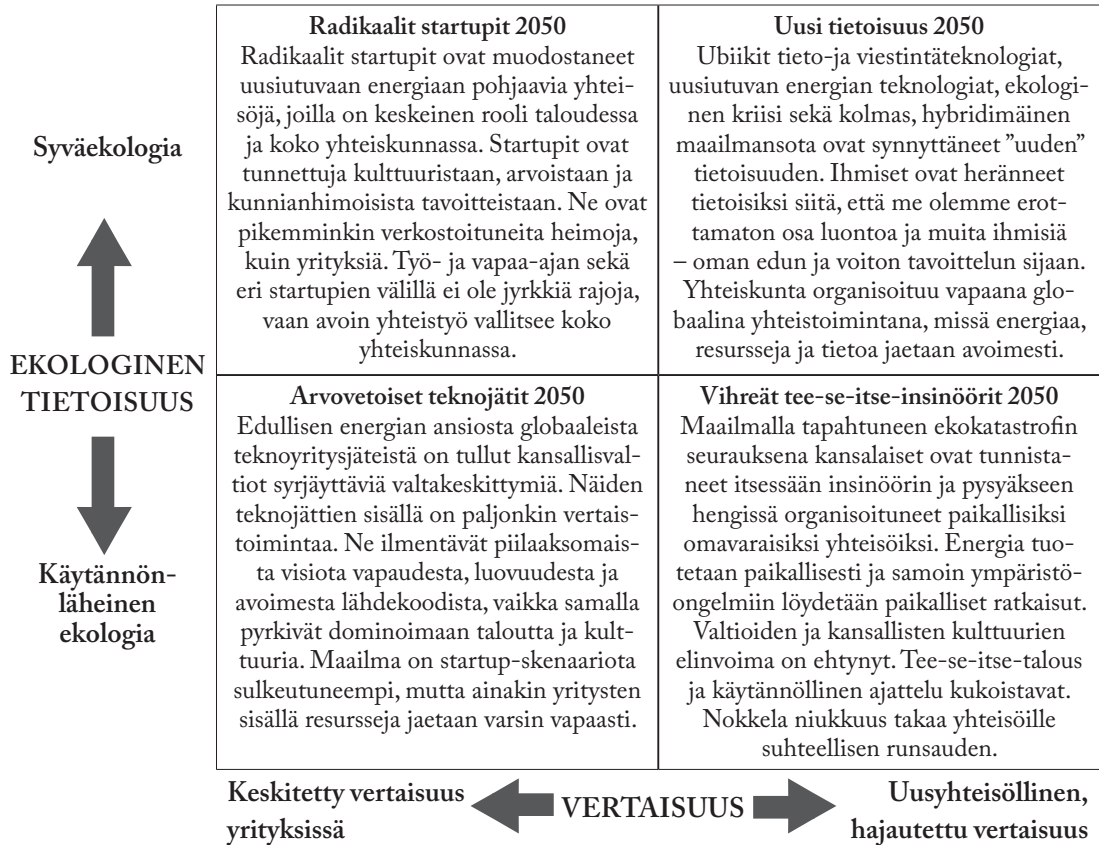 Syväekologia
EKOLOGINEN
TIETOISUUS
Käytännön-
läheinen
ekologia
Radikaalit startupit 2050
Radikaalit startupit ovat muodostaneet
uusiutuvaan energiaan pohjaavia yhtei-
söjä, joilla on keskeinen rooli taloudessa
ja koko yhteiskunnassa. Startupit ovat
tunnettuja kulttuuristaan, arvoistaan ja
kunnianhimoisista tavoitteistaan. Ne ovat
pikemminkin verkostoituneita heimoja,
kuin yrityksiä. Työ- ja vapaa-ajan sekä
eri startupien välillä ei ole jyrkkiä rajoja,
vaan avoin yhteistyö vallitsee koko
yhteiskunnassa.
Uusi tietoisuus 2050
Ubiikit tieto-ja viestintäteknologiat,
uusiutuvan energian teknologiat, ekologi-
nen kriisi sekä kolmas, hybridimäinen
maailmansota ovat synnyttäneet ”uuden”
tietoisuuden. Ihmiset ovat heränneet
tietoisiksi siitä, että me olemme erot-
tamaton osa luontoa ja muita ihmisiä
– oman edun ja voiton tavoittelun sijaan.
Yhteiskunta organisoituu vapaana glo-
baalina yhteistoimintana, missä energiaa,
resursseja ja tietoa jaetaan avoimesti.
Arvovetoiset teknojätit 2050
Edullisen energian ansiosta globaaleista
teknoyritysjäteistä on tullut kansallisval-
tiot syrjäyttäviä valtakeskittymiä. Näiden
teknojättien sisällä on paljonkin vertais-
toimintaa. Ne ilmentävät piilaaksomais-
ta visiota vapaudesta, luovuudesta ja
avoimesta lähdekoodista, vaikka samalla
pyrkivät dominoimaan taloutta ja kult-
tuuria. Maailma on startup-skenaariota
sulkeutuneempi, mutta ainakin yritysten
sisällä resursseja jaetaan varsin vapaasti.
Vihreät tee-se-itse-insinöörit 2050
Maailmalla tapahtuneen ekokatastrofin
seurauksena kansalaiset ovat tunnista-
neet itsessään insinöörin ja pysyäkseen
hengissä organisoituneet paikallisiksi
omavaraisiksi yhteisöiksi. Energia tuo-
tetaan paikallisesti ja samoin ympäristö-
ongelmiin löydetään paikalliset ratkaisut.
Valtioiden ja kansallisten kulttuurien
elinvoima on ehtynyt. Tee-se-itse-talous
ja käytännöllinen ajattelu kukoistavat.
Nokkela niukkuus takaa yhteisöille
suhteellisen runsauden.
Keskitetty vertaisuus
yrityksissä
VERTAISUUS
Uusyhteisöllinen,
hajautettu vertaisuus